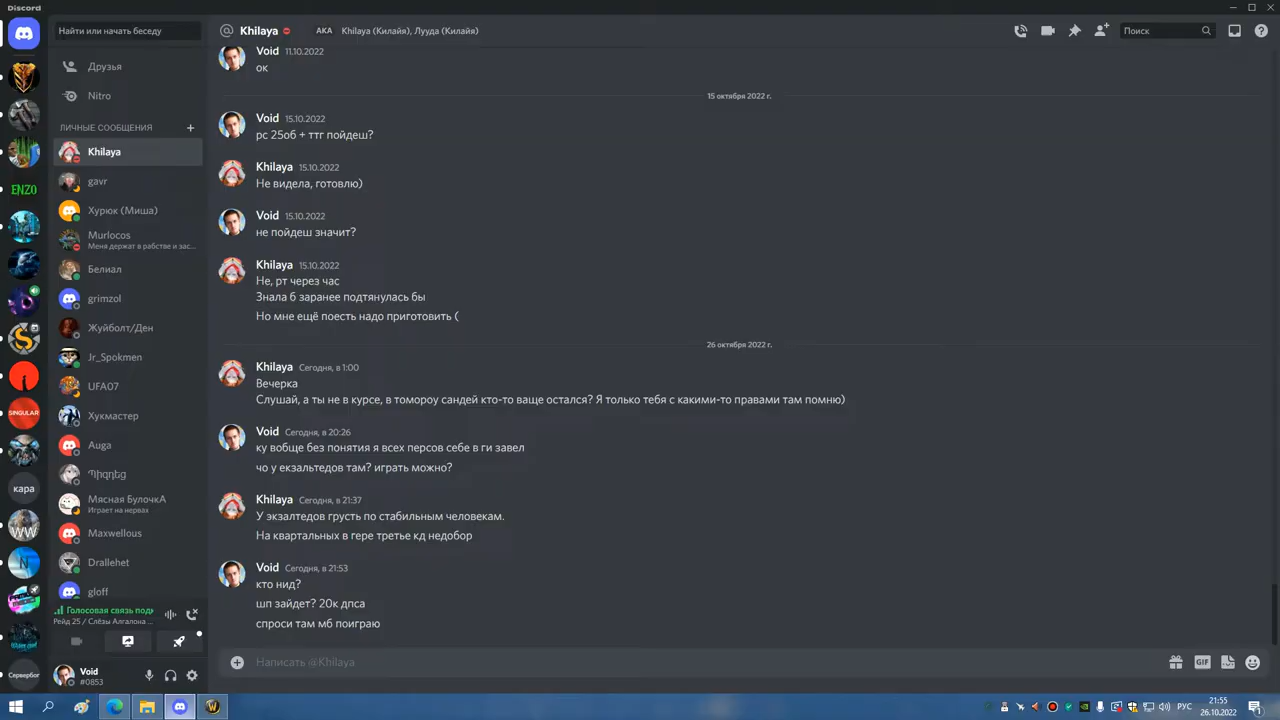 Discord
Найти или начать беседу
Друзья
Nitro
ЛИЧНЫЕ СООБЩЕНИЯ
Khilaya
gavr
Хурюк (Миша)
Murlocos
Меня держат в рабстве и зас...
Белиал
grimzol
Жуйболт/Ден
Jr_Spokmen
UFA07
Хукмастер
Auga
Պիզդեց
Мясная БулочкА
Играет на нервах
Maxwellous
Drallehet
gloff
Голосовая связь подк
Рейд 25 / Слёзы Алгалона ...
Void
#0853
ENZO
SINGULAR
кара
WW
N
Сервербог
Khilaya
AKA Khilaya (Килайя), Лууда (Килайя)
Поиск
Void 11.10.2022
ок
15 октября 2022 г.
Void 15.10.2022
рс 25об + ттг пойдеш?
Khilaya 15.10.2022
Не видела, готовлю)
Void 15.10.2022
не пойдеш значит?
Khilaya 15.10.2022
Не, рт через час
Знала б заранее подтянулась бы
Но мне ещё поесть надо приготовить (
26 октября 2022 г.
Khilaya Сегодня, в 1:00
Вечерка
Слушай, а ты не в курсе, в томороу сандей кто-то ваще остался? Я только тебя с какими-то правами там помню)
Void Сегодня, в 20:26
ку вобще без понятия я всех персов себе в ги завел
чо у екзальтедов там? играть можно?
Khilaya Сегодня, в 21:37
У экзалтедов грусть по стабильным человекам.
На квартальных в гере третье кд недобор
Void Сегодня, в 21:53
кто нид?
шп зайдет? 20к дпса
спроси там мб поиграю
Написать @Khilaya
GIF
РУС
21:55
26.10.2022